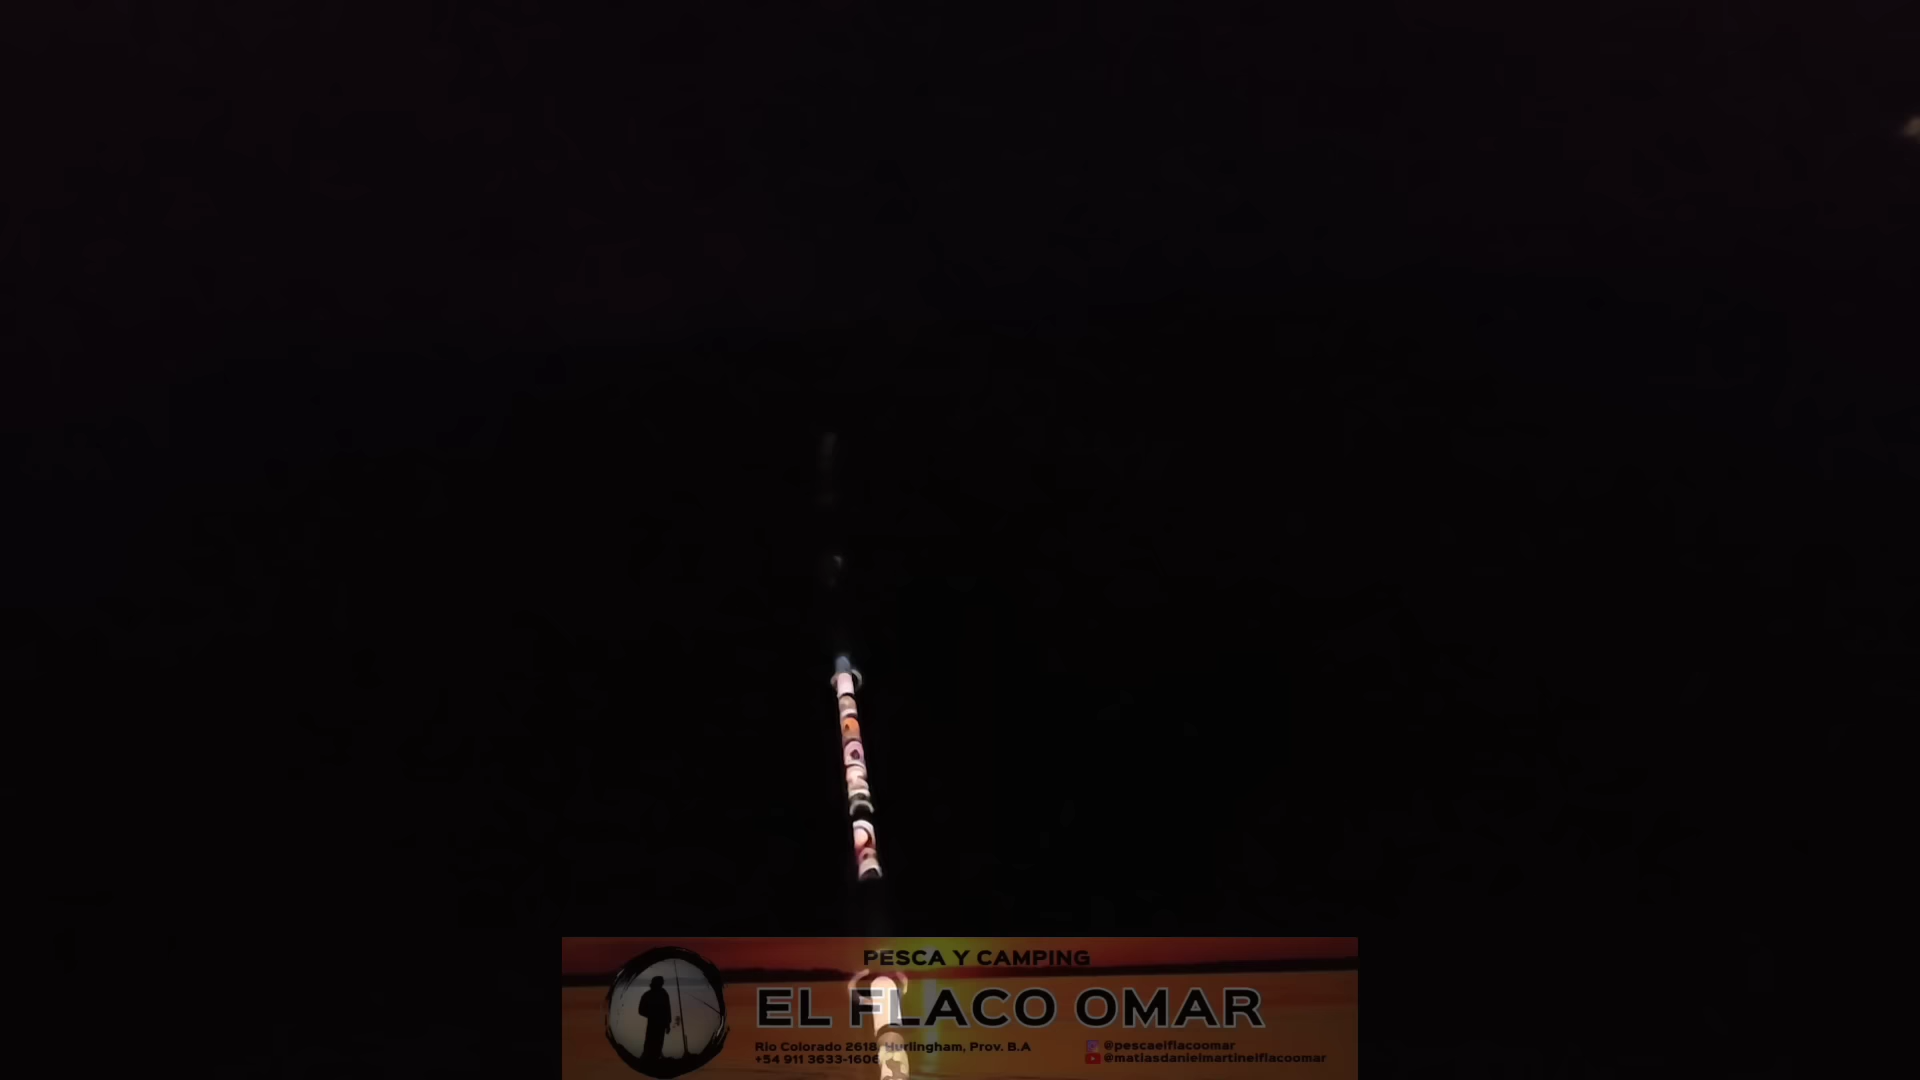 PESCA Y CAMPING
EL FLACO OMAR
Rio Colorado 2618, Hurlingham, Prov. B.A
+54 911 3633-1606
@pescaelflacoomar
@matiasdanielmartinelflacoomar